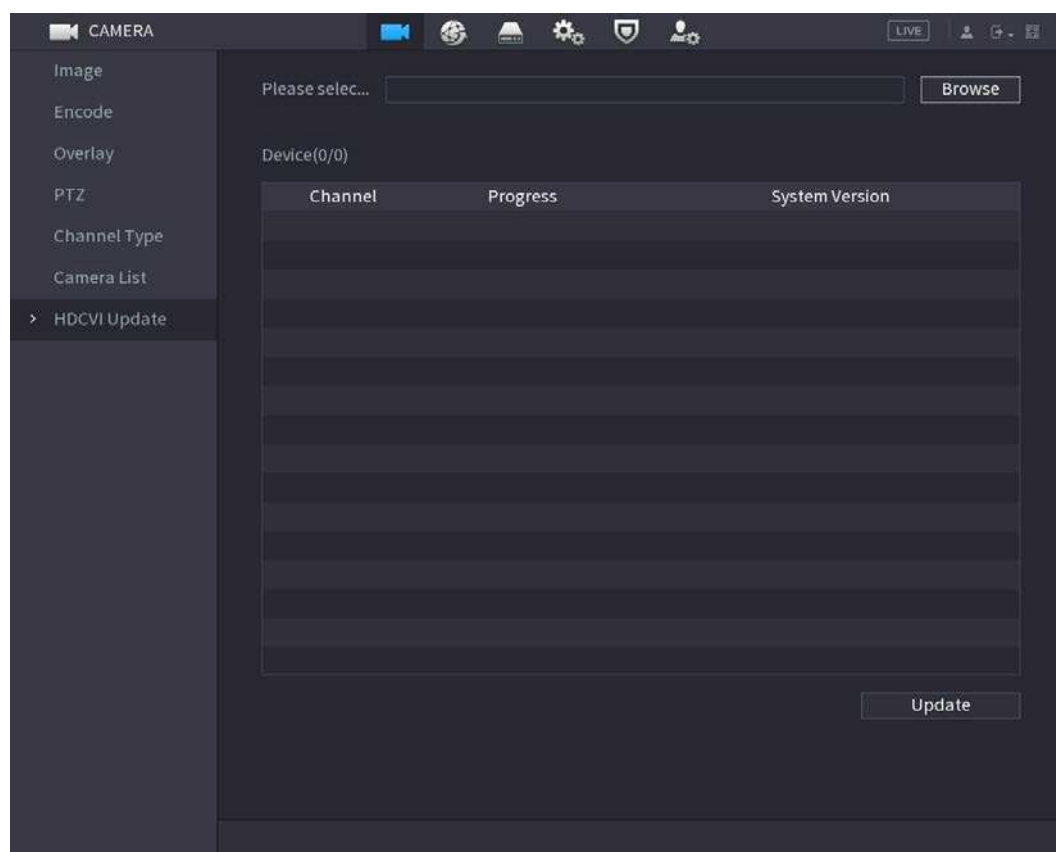 CAMERA
LIVE
Image
Encode
Overlay
PTZ
Channel Type
Camera List
HDCVI Update
Please selec...
Browse
Device(0/0)
Channel Progress System Version
Update